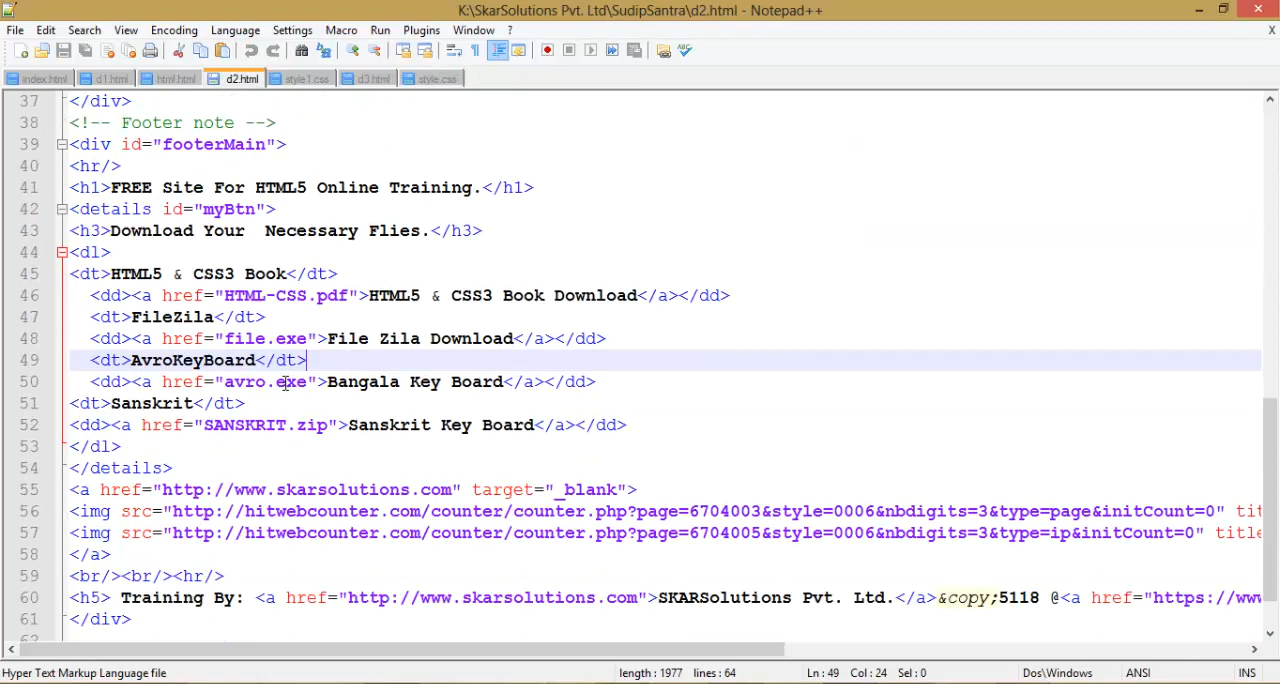 K:\SkarSolutions Pvt. Ltd\SudipSantra\d2.html - Notepad++
File Edit Search View Encoding Language Settings Macro Run Plugins Window ? X
index.html d1.html html.html d2.html style1.css d3.html style.css
37 </div>
38 <!-- Footer note -->
39 <div id="footerMain">
40 <hr/>
41 <h1>FREE Site For HTML5 Online Training.</h1>
42 <details id="myBtn">
43 <h3>Download Your  Necessary Flies.</h3>
44 <dl>
45 <dt>HTML5 & CSS3 Book</dt>
46 <dd><a href="HTML-CSS.pdf">HTML5 & CSS3 Book Download</a></dd>
47 <dt>FileZila</dt>
48 <dd><a href="file.exe">File Zila Download</a></dd>
49 <dt>AvroKeyBoard</dt>
50 <dd><a href="avro.exe">Bangala Key Board</a></dd>
51 <dt>Sanskrit</dt>
52 <dd><a href="SANSKRIT.zip">Sanskrit Key Board</a></dd>
53 </dl>
54 </details>
55 <a href="http://www.skarsolutions.com" target="_blank">
56 <img src="http://hitwebcounter.com/counter/counter.php?page=6704003&style=0006&nbdigits=3&type=page&initCount=0" tit
57 <img src="http://hitwebcounter.com/counter/counter.php?page=6704005&style=0006&nbdigits=3&type=ip&initCount=0" title
58 </a>
59 <br/><br/><hr/>
60 <h5> Training By: <a href="http://www.skarsolutions.com">SKARSolutions Pvt. Ltd.</a>&copy;5118 @<a href="https://www
61 </div>
Hyper Text Markup Language file length : 1977 lines : 64 Ln : 49 Col : 24 Sel : 0 Dos\Windows ANSI INS